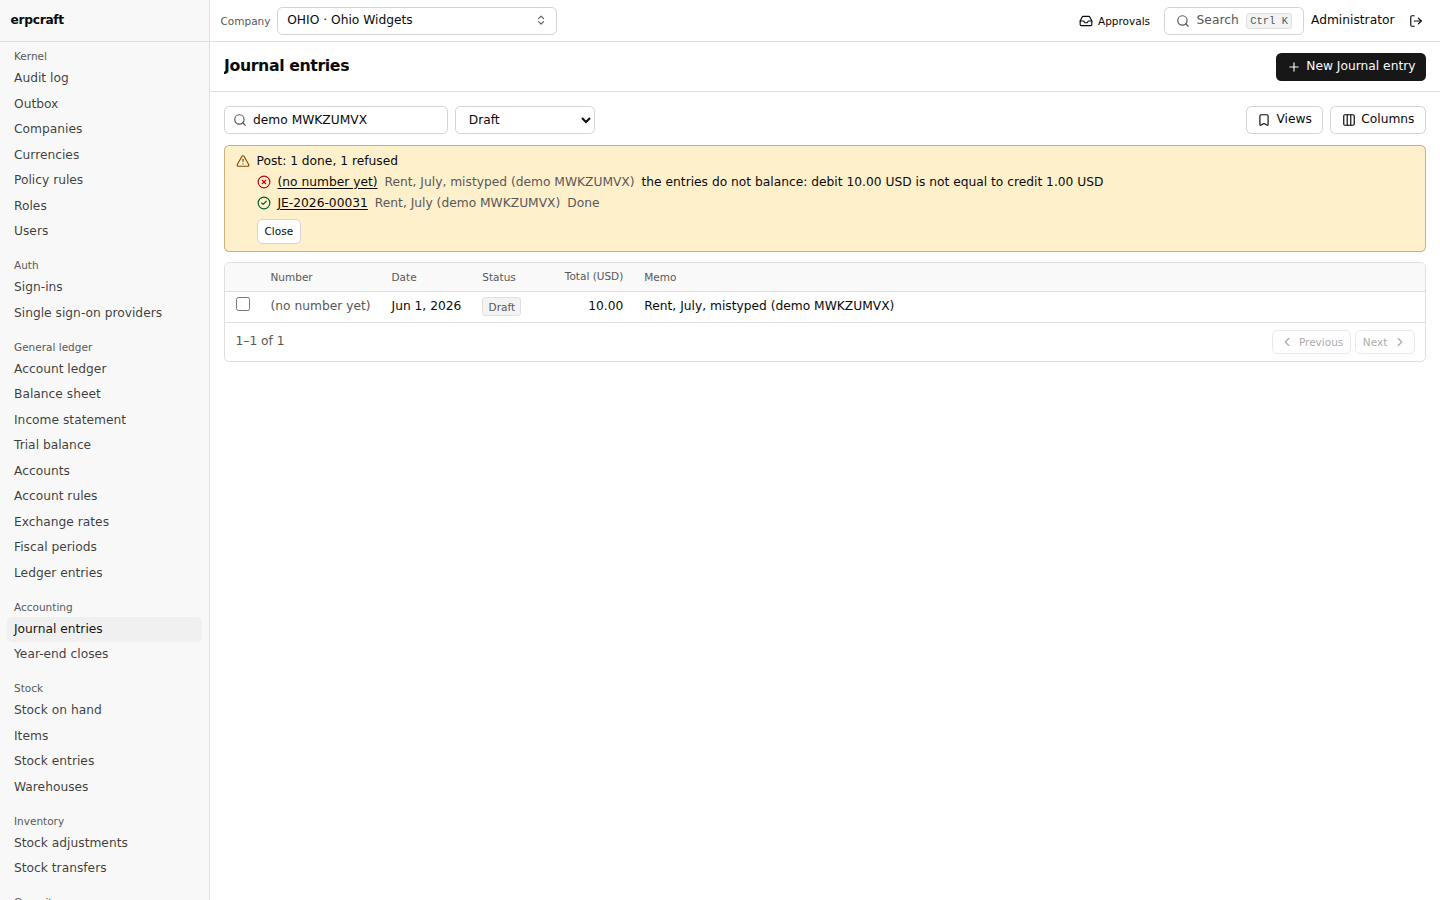 erpcraft
Company
OHIO · Ohio Widgets
Approvals
Search
Ctrl K
Administrator
Kernel
Audit log
Outbox
Companies
Currencies
Policy rules
Roles
Users
Auth
Sign-ins
Single sign-on providers
General ledger
Account ledger
Balance sheet
Income statement
Trial balance
Accounts
Account rules
Exchange rates
Fiscal periods
Ledger entries
Accounting
Journal entries
Year-end closes
Stock
Stock on hand
Items
Stock entries
Warehouses
Inventory
Stock adjustments
Stock transfers
Journal entries
New Journal entry
demo MWKZUMVX
Draft
Views
Columns
Post: 1 done, 1 refused
(no number yet) Rent, July, mistyped (demo MWKZUMVX) the entries do not balance: debit 10.00 USD is not equal to credit 1.00 USD
JE-2026-00031 Rent, July (demo MWKZUMVX) Done
Close
Number Date Status Total (USD) Memo
(no number yet) Jun 1, 2026 Draft 10.00 Rent, July, mistyped (demo MWKZUMVX)
1–1 of 1
Previous
Next